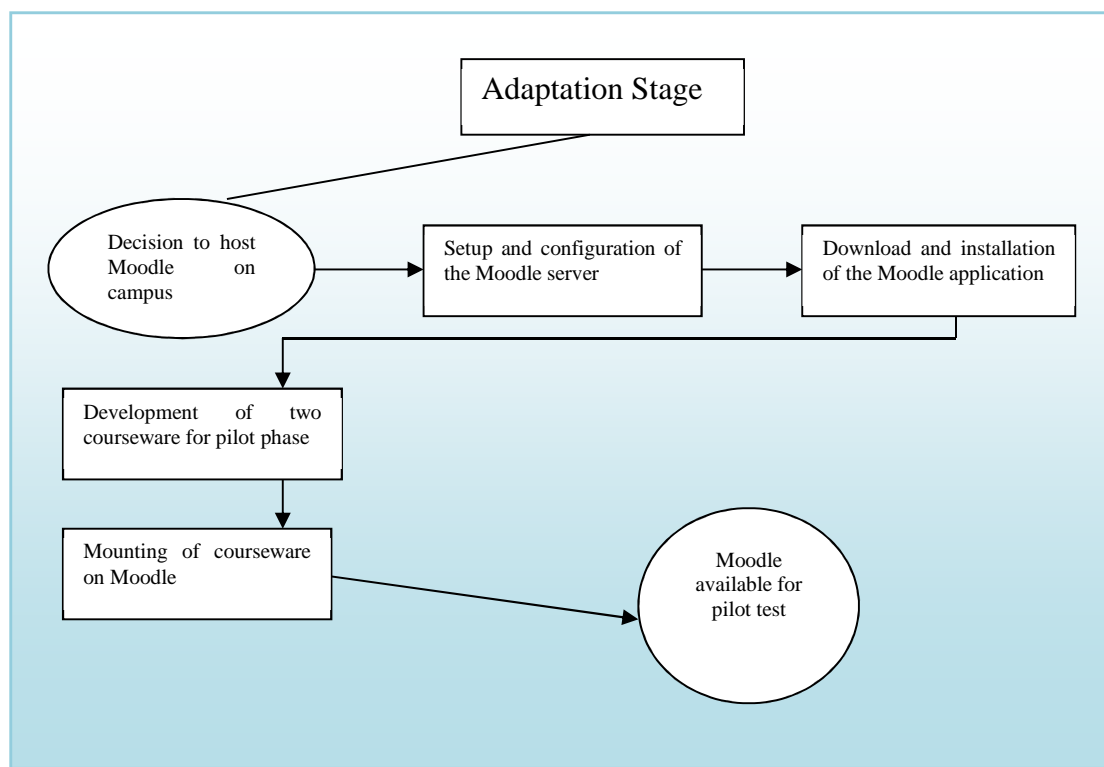 Adaptation Stage
Decision to host
Moodle on
campus
Setup and configuration of
the Moodle server
Download and installation
of the Moodle application
Development of two
courseware for pilot phase
Mounting of courseware
on Moodle
Moodle
available for
pilot test